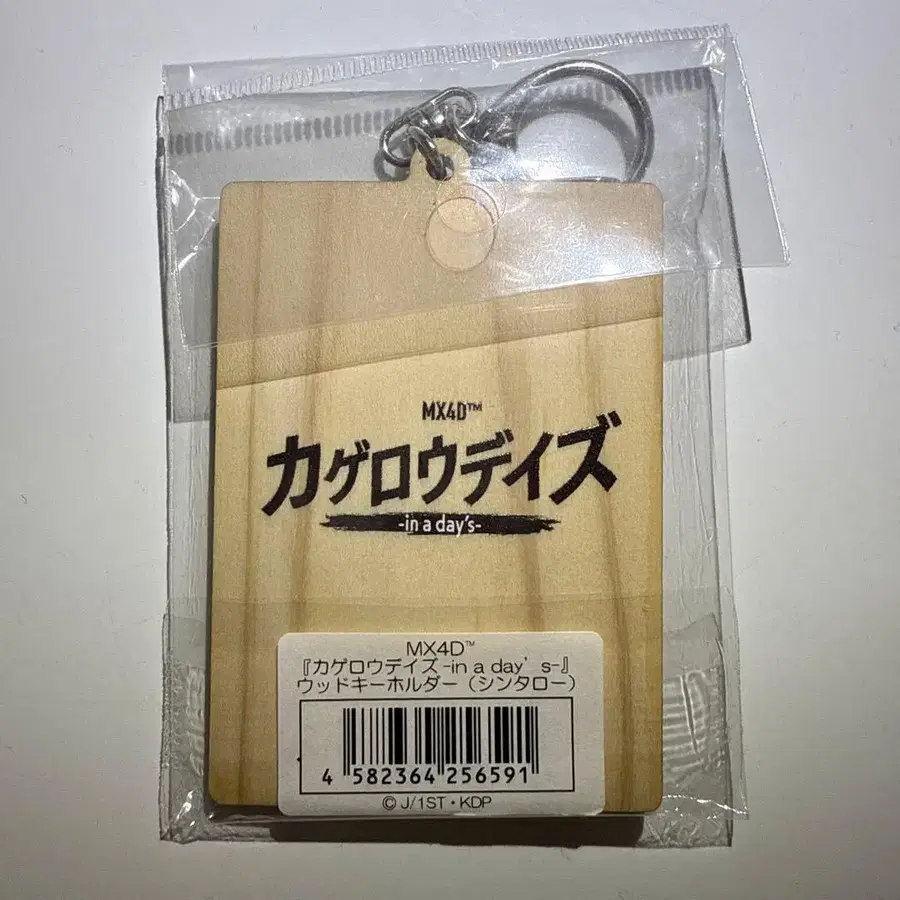 MX4D™
カゲロウデイズ
-in a day's-
MX4D™
『カゲロウデイズ -in a day's-』
ウッドキーホルダー（シンタロー）
4 582364 256591
© J/1ST・KDP